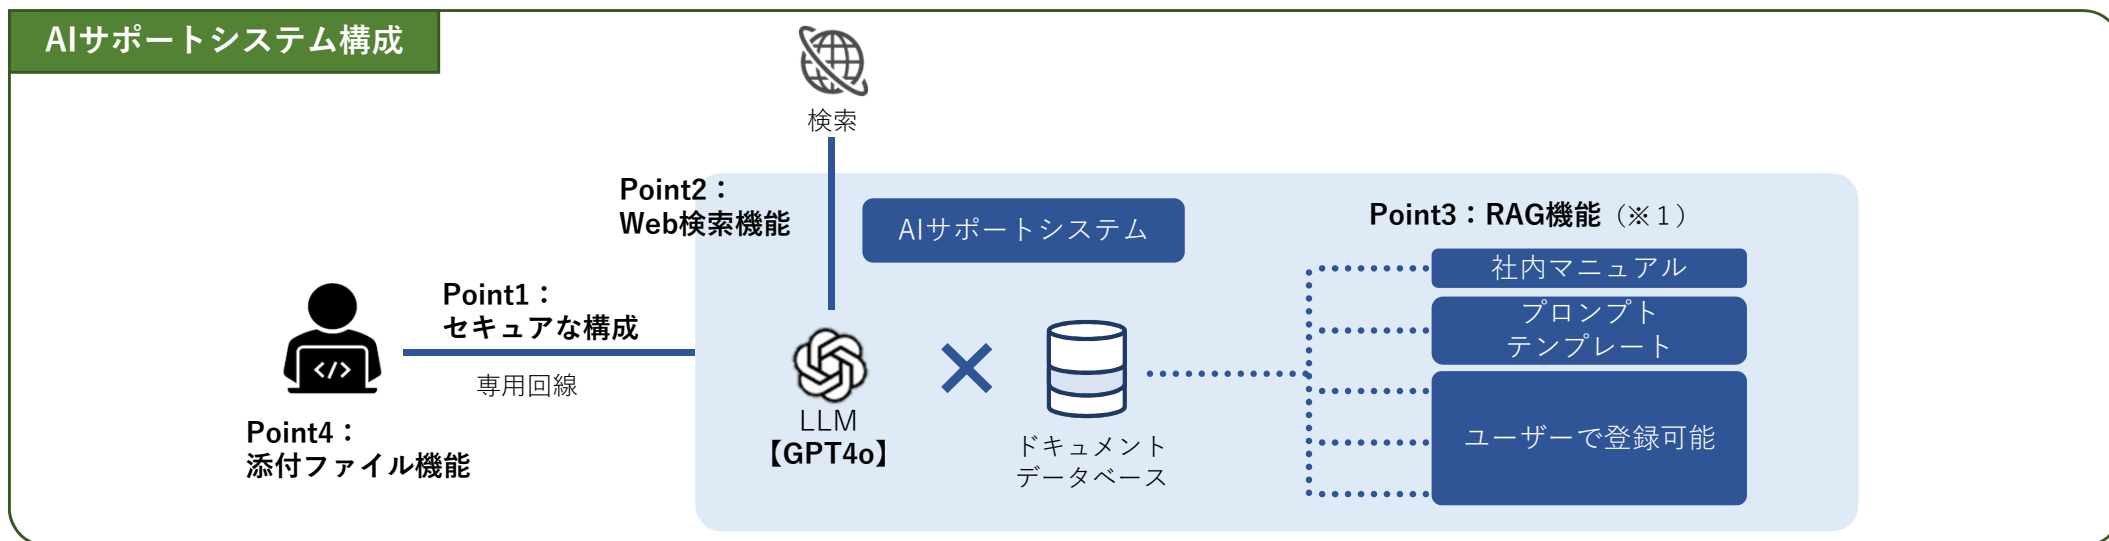 AIサポートシステム構成
検索
Point2：
Web検索機能
AIサポートシステム
Point3：RAG機能（※１）
社内マニュアル
プロンプト
テンプレート
ユーザーで登録可能
Point1：
セキュアな構成
専用回線
</>
Point4：
添付ファイル機能
LLM
【GPT4o】
ドキュメント
データベース